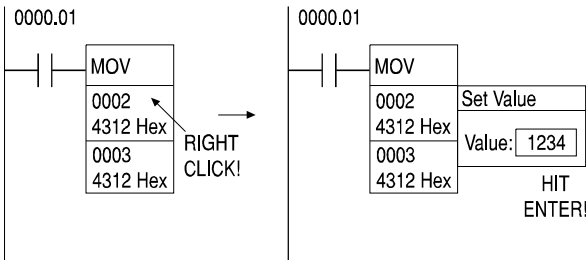 0000.01
MOV
0002
4312 Hex
0003
4312 Hex
RIGHT
CLICK!
0000.01
MOV
0002
4312 Hex
0003
4312 Hex
Set Value
Value: 1234
HIT
ENTER!